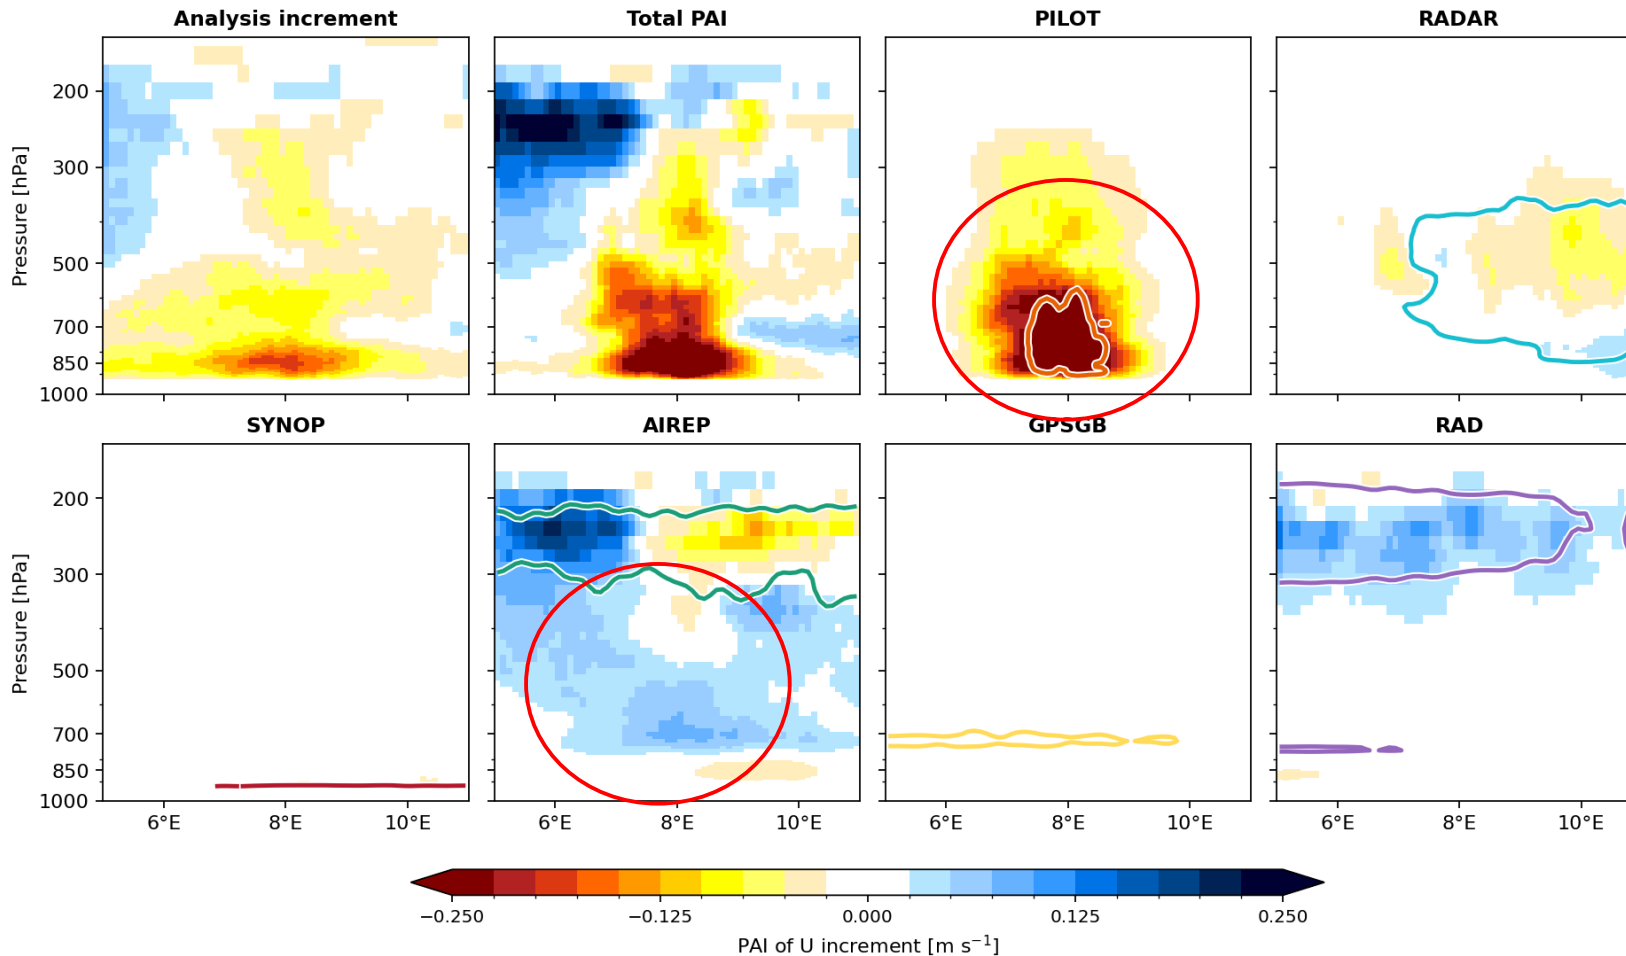 Analysis increment
Total PAI
PILOT
RADAR
Pressure [hPa]
200
300
500
700
850
1000
SYNOP
AIREP
GPSGB
RAD
Pressure [hPa]
200
300
500
700
850
1000
6°E 8°E 10°E
6°E 8°E 10°E
6°E 8°E 10°E
6°E 8°E 10°E
−0.250 −0.125 0.000 0.125 0.250
PAI of U increment [m s⁻¹]